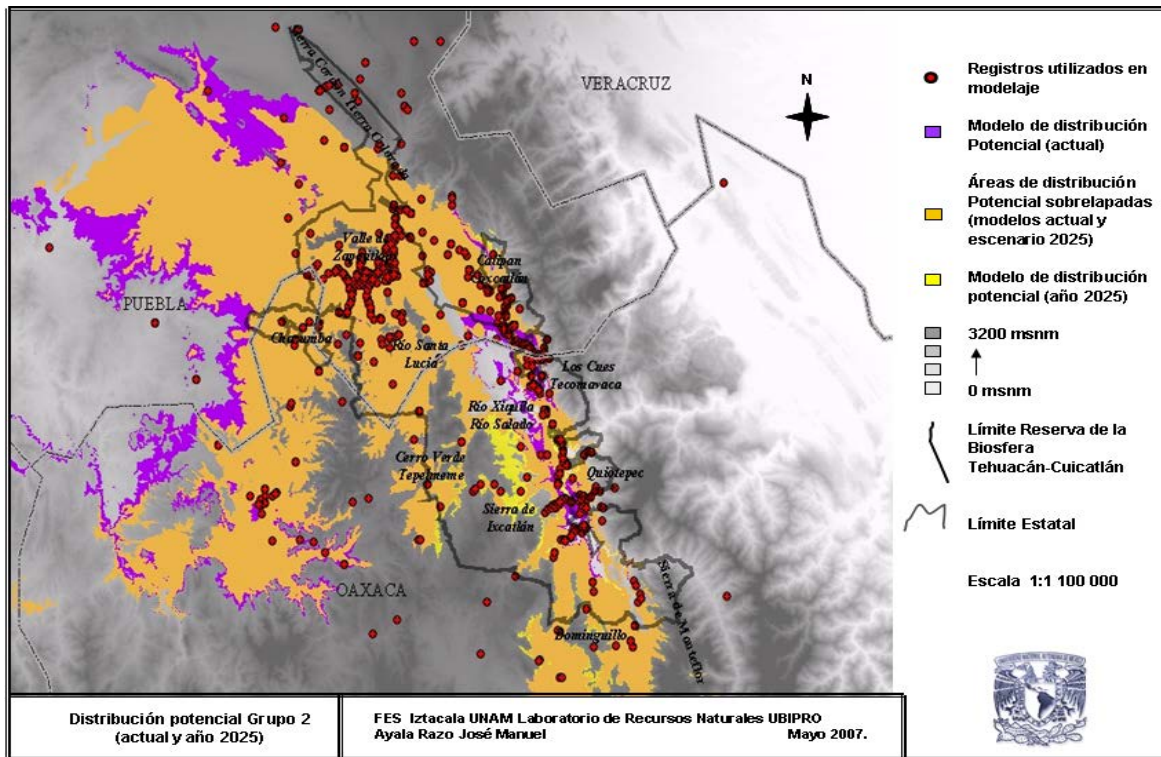 VERACRUZ
N
Sierra Cordón Tierra Colorada
Valle de
Zapotitlán
Calipan
Coxcatlán
PUEBLA
Chazumba
Río Santa
Lucía
Los Cues
Tecomavaca
Río Xiquila
Río Salado
Cerro Verde
Tepelmeme
Quiotepec
Sierra de
Ixcatlán
OAXACA
Sierra de Monteflor
Dominguillo
Registros utilizados en
modelaje
Modelo de distribución
Potencial (actual)
Áreas de distribución
Potencial sobrelapadas
(modelos actual y
escenario 2025)
Modelo de distribución
potencial (año 2025)
3200 msnm
0 msnm
Límite Reserva de la
Biosfera
Tehuacán-Cuicatlán
Límite Estatal
Escala 1:1 100 000
Distribución potencial Grupo 2
(actual y año 2025)
FES Iztacala UNAM Laboratorio de Recursos Naturales UBIPRO
Ayala Razo José Manuel Mayo 2007.